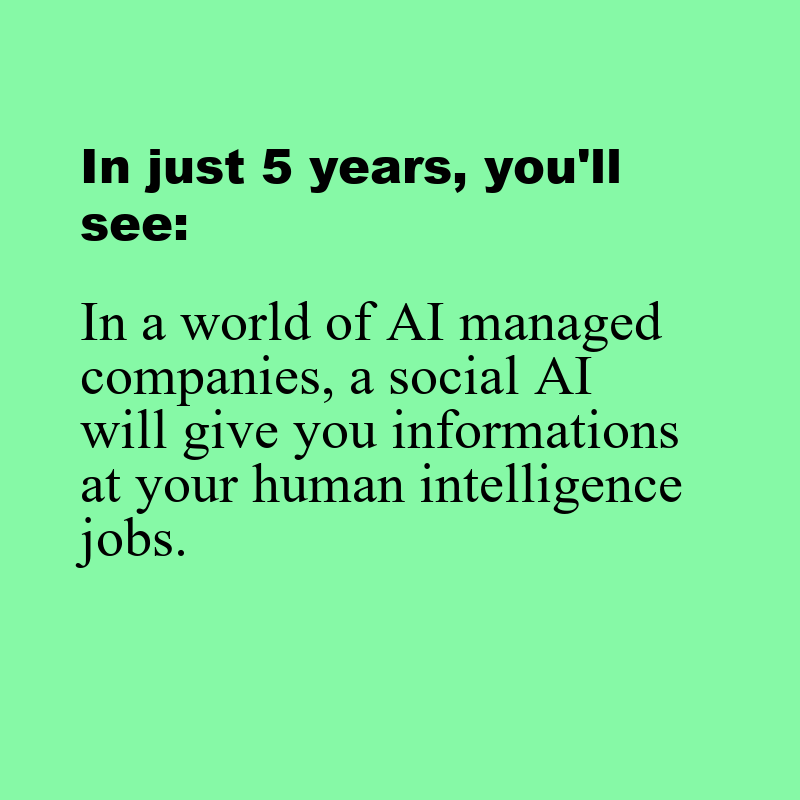 In just 5 years, you'll
see:
In a world of AI managed
companies, a social AI
will give you informations
at your human intelligence
jobs.